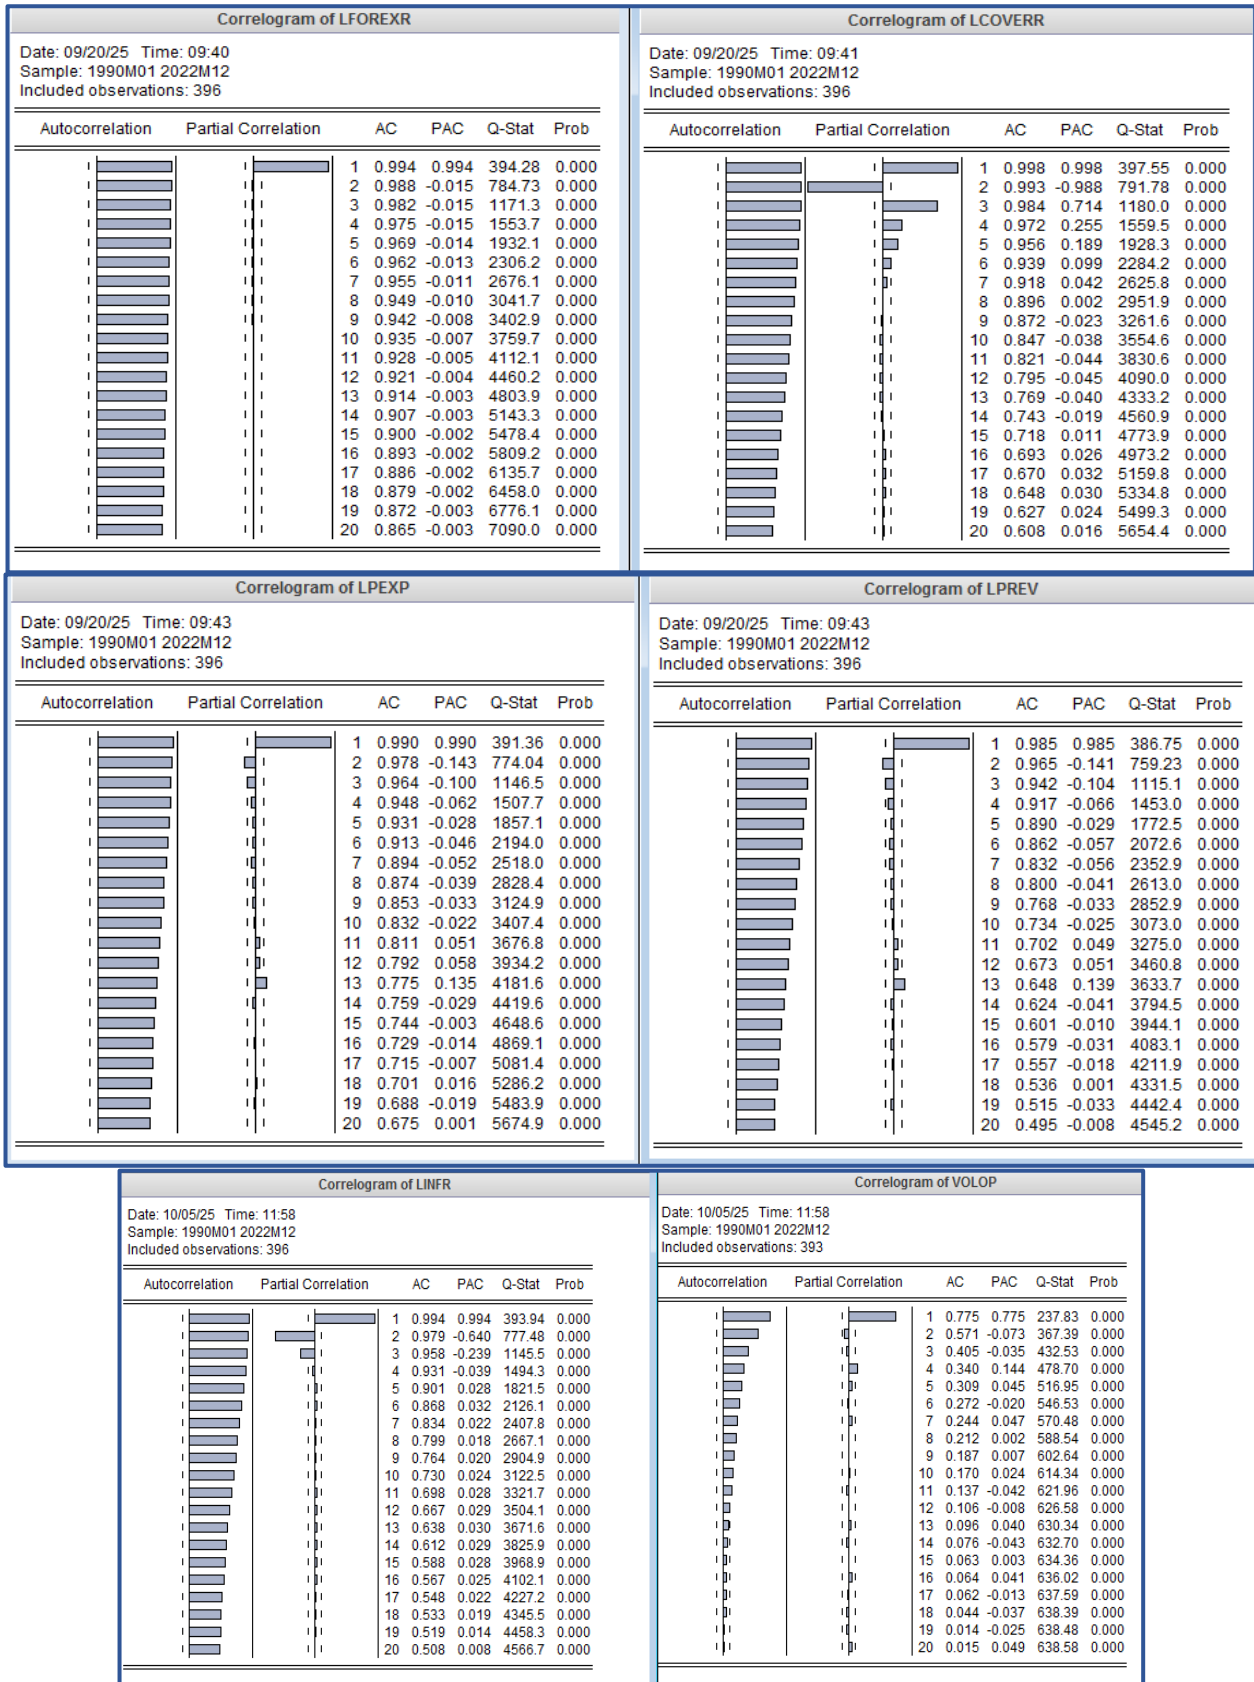 Correlogram of LFOREXR
Date: 09/20/25 Time: 09:40
Sample: 1990M01 2022M12
Included observations: 396
Autocorrelation Partial Correlation AC PAC Q-Stat Prob
1 0.994 0.994 394.28 0.000
2 0.988 -0.015 784.73 0.000
3 0.982 -0.015 1171.3 0.000
4 0.975 -0.015 1553.7 0.000
5 0.969 -0.014 1932.1 0.000
6 0.962 -0.013 2306.2 0.000
7 0.955 -0.011 2676.1 0.000
8 0.949 -0.010 3041.7 0.000
9 0.942 -0.008 3402.9 0.000
10 0.935 -0.007 3759.7 0.000
11 0.928 -0.005 4112.1 0.000
12 0.921 -0.004 4460.2 0.000
13 0.914 -0.003 4803.9 0.000
14 0.907 -0.003 5143.3 0.000
15 0.900 -0.002 5478.4 0.000
16 0.893 -0.002 5809.2 0.000
17 0.886 -0.002 6135.7 0.000
18 0.879 -0.002 6458.0 0.000
19 0.872 -0.003 6776.1 0.000
20 0.865 -0.003 7090.0 0.000
Correlogram of LCOVERR
Date: 09/20/25 Time: 09:41
Sample: 1990M01 2022M12
Included observations: 396
Autocorrelation Partial Correlation AC PAC Q-Stat Prob
1 0.998 0.998 397.55 0.000
2 0.993 -0.988 791.78 0.000
3 0.984 0.714 1180.0 0.000
4 0.972 0.255 1559.5 0.000
5 0.956 0.189 1928.3 0.000
6 0.939 0.099 2284.2 0.000
7 0.918 0.042 2625.8 0.000
8 0.896 0.002 2951.9 0.000
9 0.872 -0.023 3261.6 0.000
10 0.847 -0.038 3554.6 0.000
11 0.821 -0.044 3830.6 0.000
12 0.795 -0.045 4090.0 0.000
13 0.769 -0.040 4333.2 0.000
14 0.743 -0.019 4560.9 0.000
15 0.718 0.011 4773.9 0.000
16 0.693 0.026 4973.2 0.000
17 0.670 0.032 5159.8 0.000
18 0.648 0.030 5334.8 0.000
19 0.627 0.024 5499.3 0.000
20 0.608 0.016 5654.4 0.000
Correlogram of LPEXP
Date: 09/20/25 Time: 09:43
Sample: 1990M01 2022M12
Included observations: 396
Autocorrelation Partial Correlation AC PAC Q-Stat Prob
1 0.990 0.990 391.36 0.000
2 0.978 -0.143 774.04 0.000
3 0.964 -0.100 1146.5 0.000
4 0.948 -0.062 1507.7 0.000
5 0.931 -0.028 1857.1 0.000
6 0.913 -0.046 2194.0 0.000
7 0.894 -0.052 2518.0 0.000
8 0.874 -0.039 2828.4 0.000
9 0.853 -0.033 3124.9 0.000
10 0.832 -0.022 3407.4 0.000
11 0.811 0.051 3676.8 0.000
12 0.792 0.058 3934.2 0.000
13 0.775 0.135 4181.6 0.000
14 0.759 -0.029 4419.6 0.000
15 0.744 -0.003 4648.6 0.000
16 0.729 -0.014 4869.1 0.000
17 0.715 -0.007 5081.4 0.000
18 0.701 0.016 5286.2 0.000
19 0.688 -0.019 5483.9 0.000
20 0.675 0.001 5674.9 0.000
Correlogram of LPREV
Date: 09/20/25 Time: 09:43
Sample: 1990M01 2022M12
Included observations: 396
Autocorrelation Partial Correlation AC PAC Q-Stat Prob
1 0.985 0.985 386.75 0.000
2 0.965 -0.141 759.23 0.000
3 0.942 -0.104 1115.1 0.000
4 0.917 -0.066 1453.0 0.000
5 0.890 -0.029 1772.5 0.000
6 0.862 -0.057 2072.6 0.000
7 0.832 -0.056 2352.9 0.000
8 0.800 -0.041 2613.0 0.000
9 0.768 -0.033 2852.9 0.000
10 0.734 -0.025 3073.0 0.000
11 0.702 0.049 3275.0 0.000
12 0.673 0.051 3460.8 0.000
13 0.648 0.139 3633.7 0.000
14 0.624 -0.041 3794.5 0.000
15 0.601 -0.010 3944.1 0.000
16 0.579 -0.031 4083.1 0.000
17 0.557 -0.018 4211.9 0.000
18 0.536 0.001 4331.5 0.000
19 0.515 -0.033 4442.4 0.000
20 0.495 -0.008 4545.2 0.000
Correlogram of LINFR
Date: 10/05/25 Time: 11:58
Sample: 1990M01 2022M12
Included observations: 396
Autocorrelation Partial Correlation AC PAC Q-Stat Prob
1 0.994 0.994 393.94 0.000
2 0.979 -0.640 777.48 0.000
3 0.958 -0.239 1145.5 0.000
4 0.931 -0.039 1494.3 0.000
5 0.901 0.028 1821.5 0.000
6 0.868 0.032 2126.1 0.000
7 0.834 0.022 2407.8 0.000
8 0.799 0.018 2667.1 0.000
9 0.764 0.020 2904.9 0.000
10 0.730 0.024 3122.5 0.000
11 0.698 0.028 3321.7 0.000
12 0.667 0.029 3504.1 0.000
13 0.638 0.030 3671.6 0.000
14 0.612 0.029 3825.9 0.000
15 0.588 0.028 3968.9 0.000
16 0.567 0.025 4102.1 0.000
17 0.548 0.022 4227.2 0.000
18 0.533 0.019 4345.5 0.000
19 0.519 0.014 4458.3 0.000
20 0.508 0.008 4566.7 0.000
Correlogram of VOLOP
Date: 10/05/25 Time: 11:58
Sample: 1990M01 2022M12
Included observations: 393
Autocorrelation Partial Correlation AC PAC Q-Stat Prob
1 0.775 0.775 237.83 0.000
2 0.571 -0.073 367.39 0.000
3 0.405 -0.035 432.53 0.000
4 0.340 0.144 478.70 0.000
5 0.309 0.045 516.95 0.000
6 0.272 -0.020 546.53 0.000
7 0.244 0.047 570.48 0.000
8 0.212 0.002 588.54 0.000
9 0.187 0.007 602.64 0.000
10 0.170 0.024 614.34 0.000
11 0.137 -0.042 621.96 0.000
12 0.106 -0.008 626.58 0.000
13 0.096 0.040 630.34 0.000
14 0.076 -0.043 632.70 0.000
15 0.063 0.003 634.36 0.000
16 0.064 0.041 636.02 0.000
17 0.062 -0.013 637.59 0.000
18 0.044 -0.037 638.39 0.000
19 0.014 -0.025 638.48 0.000
20 0.015 0.049 638.58 0.000